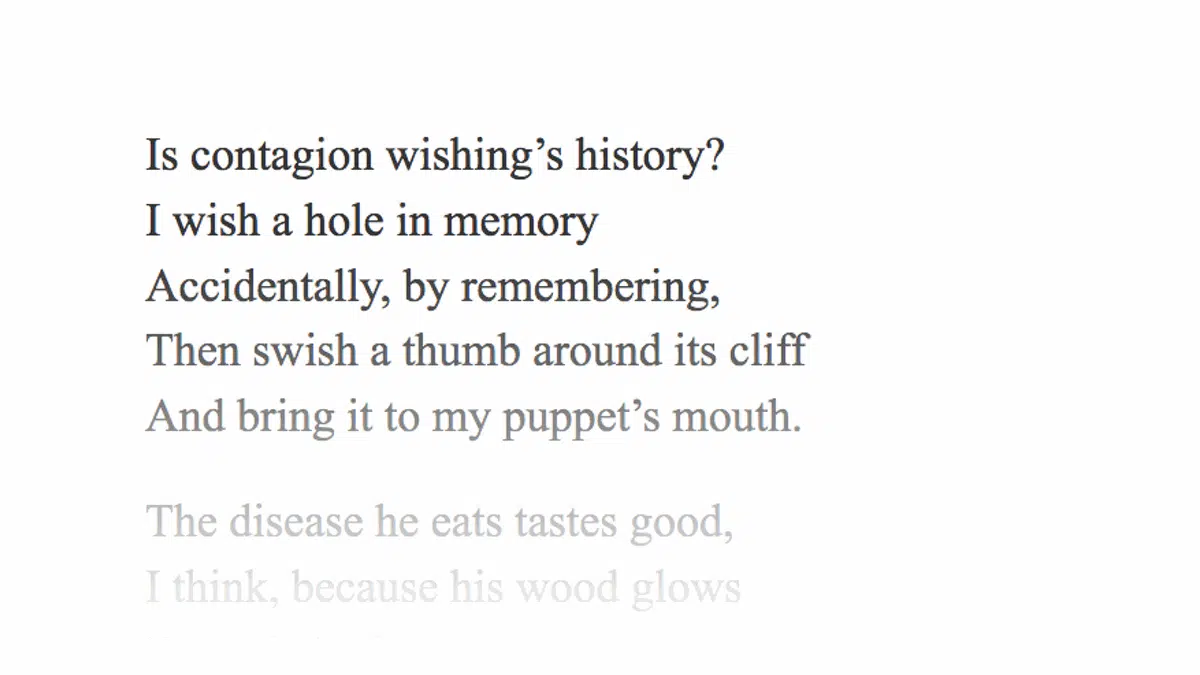 Is contagion wishing’s history?
I wish a hole in memory
Accidentally, by remembering,
Then swish a thumb around its cliff
And bring it to my puppet’s mouth.
The disease he eats tastes good,
I think, because his wood glows